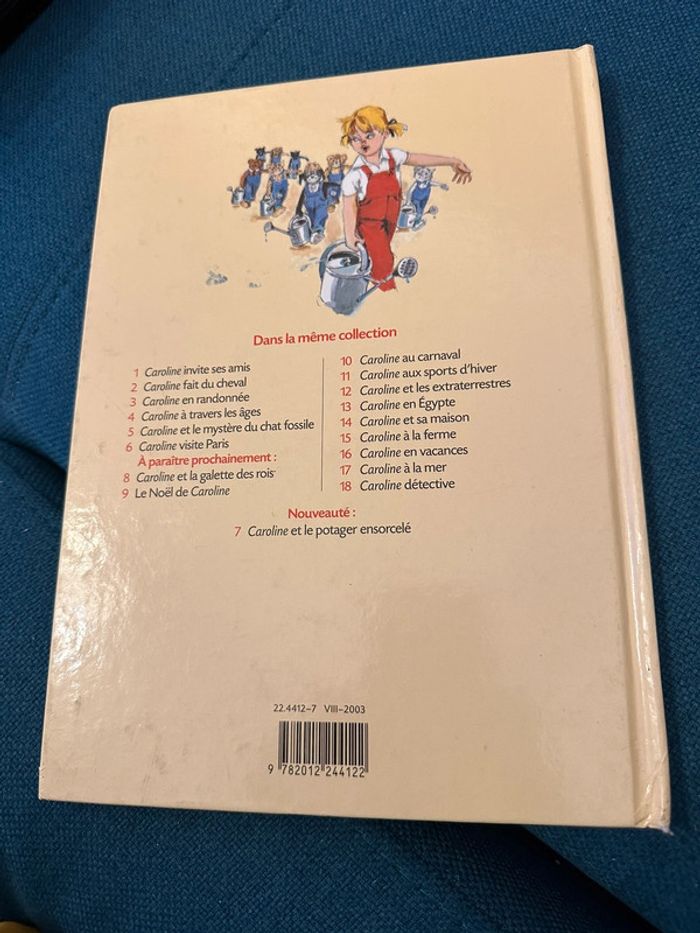 Dans la même collection
1 Caroline invite ses amis
2 Caroline fait du cheval
3 Caroline en randonnée
4 Caroline à travers les âges
5 Caroline et le mystère du chat fossile
6 Caroline visite Paris
À paraître prochainement :
8 Caroline et la galette des rois
9 Le Noël de Caroline
10 Caroline au carnaval
11 Caroline aux sports d'hiver
12 Caroline et les extraterrestres
13 Caroline en Égypte
14 Caroline et sa maison
15 Caroline à la ferme
16 Caroline en vacances
17 Caroline à la mer
18 Caroline détective
Nouveauté :
7 Caroline et le potager ensorcelé
22.4412-7 VIII-2003
9 782012 244122